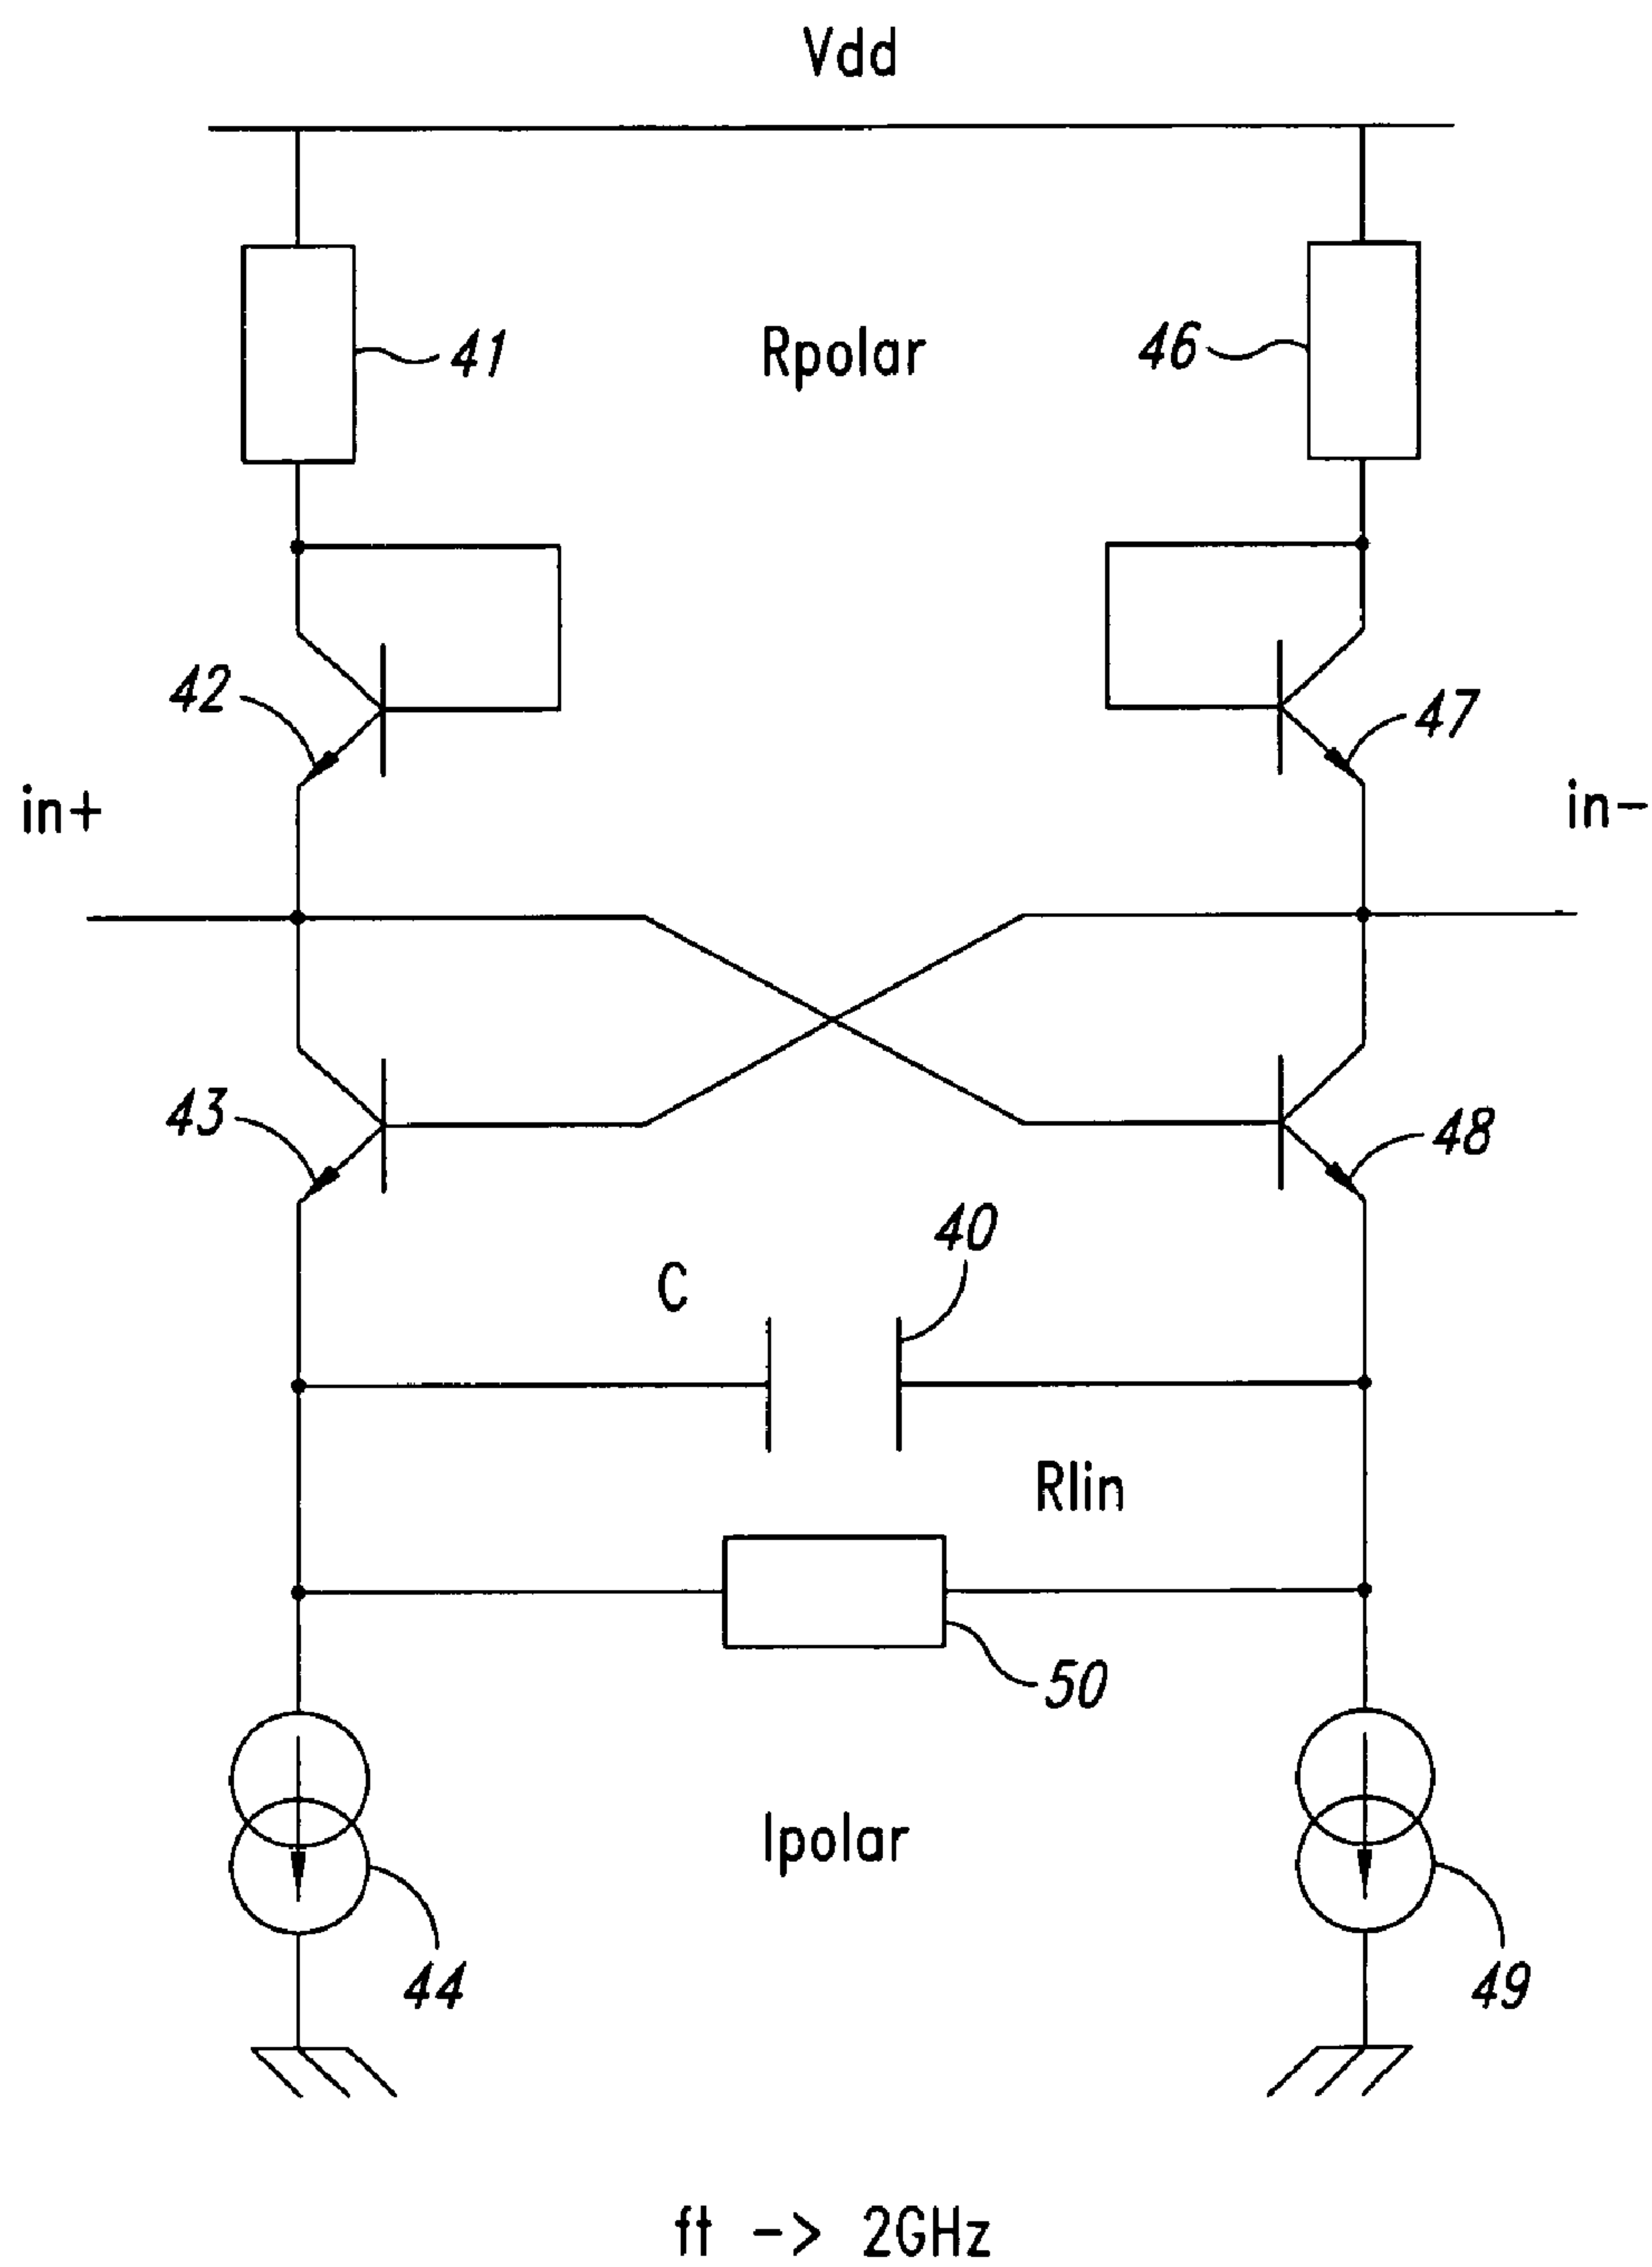 Vdd
41
Rpolar
46
42
47
in+
in-
43
48
40
C
Rlin
50
Ipolar
44
49
ft -> 2GHz